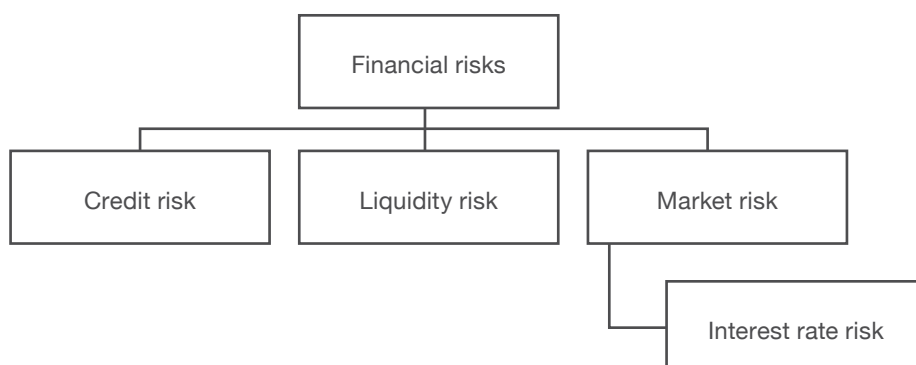 Financial risks
Credit risk
Liquidity risk
Market risk
Interest rate risk